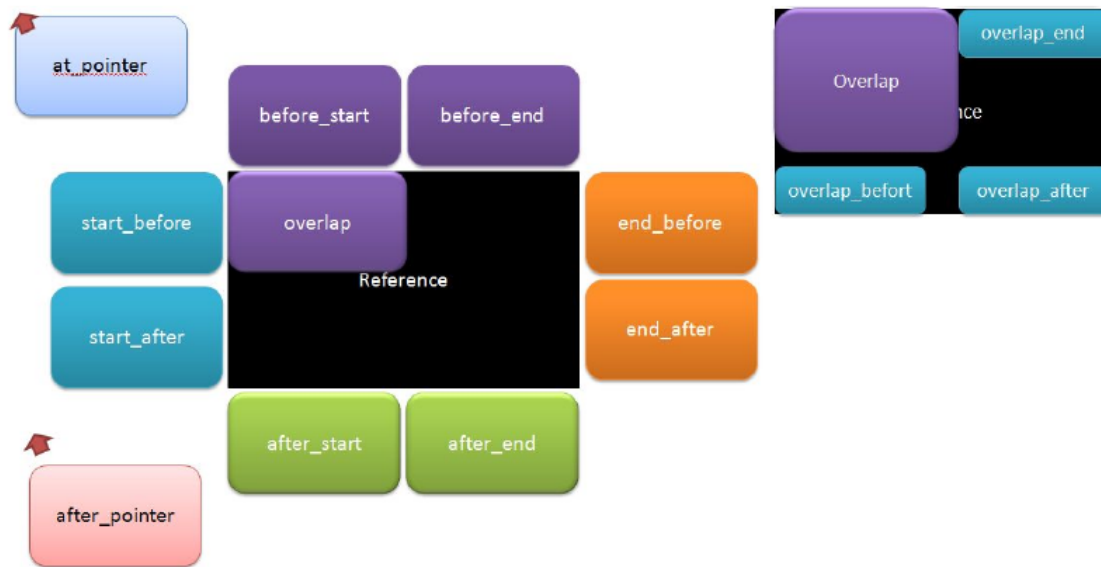 at_pointer
overlap_end
Overlap
nce
before_start
before_end
overlap_befort
overlap_after
start_before
overlap
end_before
Reference
start_after
end_after
after_start
after_end
after_pointer